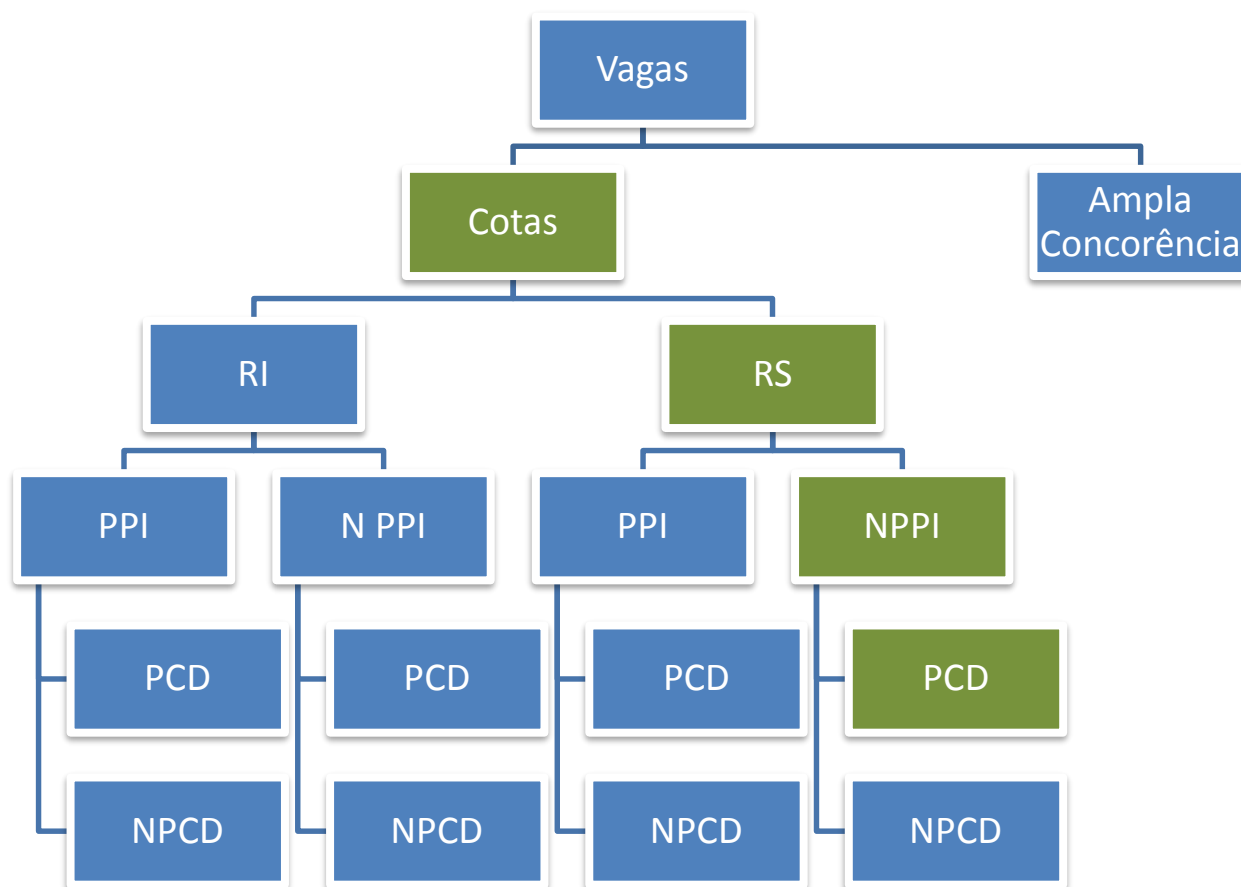 Vagas
Cotas
Ampla
Concorência
RI
RS
PPI
N PPI
PPI
NPPI
PCD
PCD
PCD
PCD
NPCD
NPCD
NPCD
NPCD